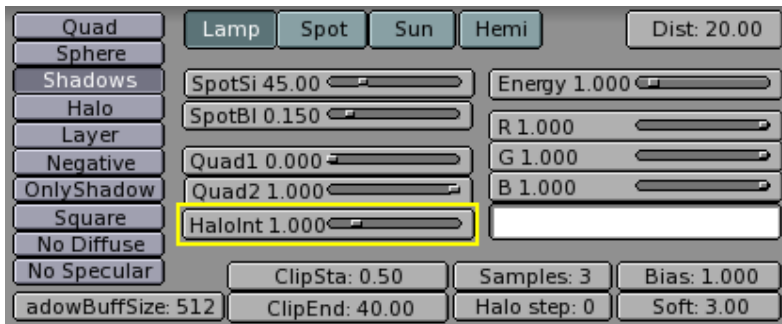 Quad
Lamp Spot Sun Hemi Dist: 20.00
Sphere
Shadows SpotSi 45.00 Energy 1.000
Halo SpotBl 0.150
Layer R 1.000
Negative Quad1 0.000 G 1.000
OnlyShadow Quad2 1.000 B 1.000
Square HaloInt 1.000
No Diffuse
No Specular ClipSta: 0.50 Samples: 3 Bias: 1.000
adowBuffSize: 512 ClipEnd: 40.00 Halo step: 0 Soft: 3.00